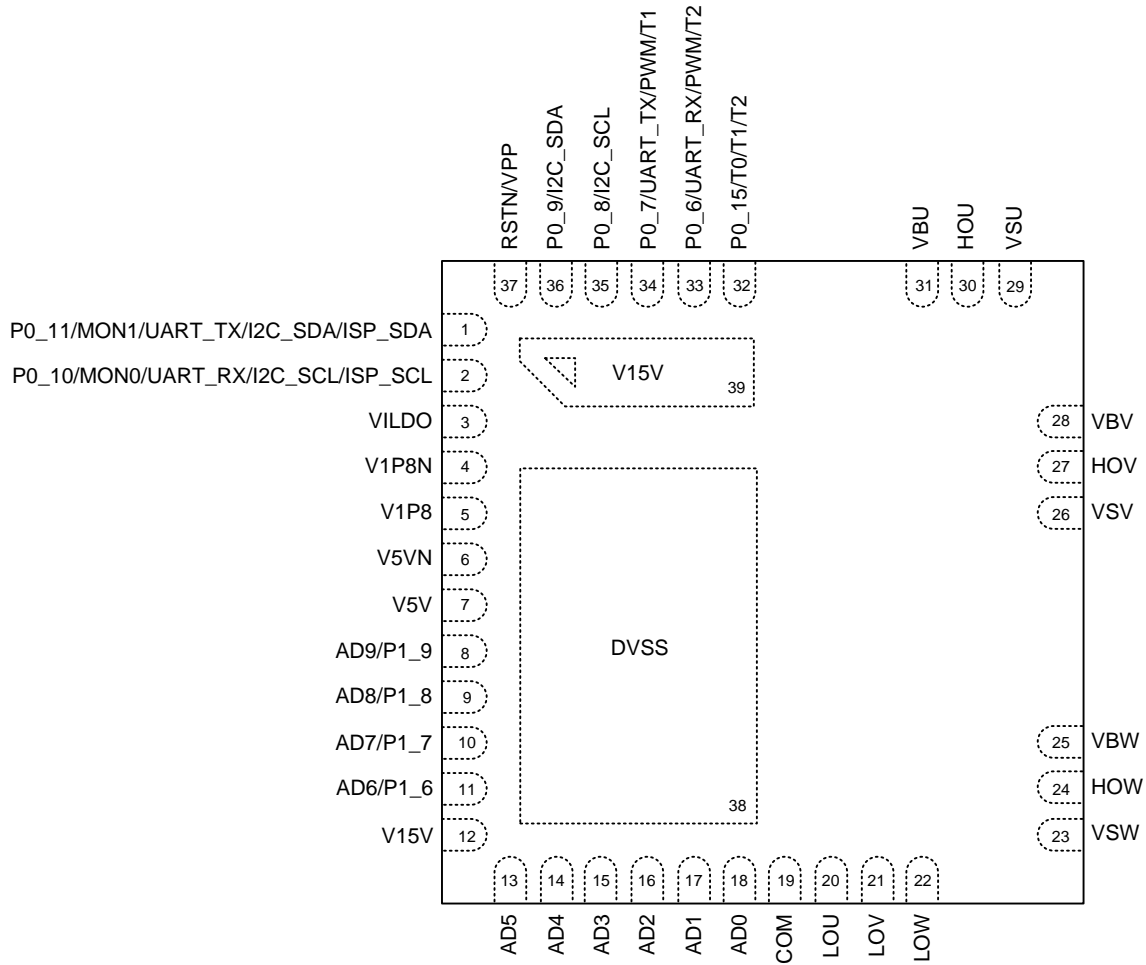 RSTN/VPP
P0_9/I2C_SDA
P0_8/I2C_SCL
P0_7/UART_TX/PWM/T1
P0_6/UART_RX/PWM/T2
P0_15/T0/T1/T2
VBU
HOU
VSU
37
36
35
34
33
32
31
30
29
P0_11/MON1/UART_TX/I2C_SDA/ISP_SDA
1
P0_10/MON0/UART_RX/I2C_SCL/ISP_SCL
2
V15V
39
VILDO
3
28
VBV
V1P8N
4
27
HOV
V1P8
5
26
VSV
V5VN
6
V5V
7
AD9/P1_9
8
DVSS
AD8/P1_8
9
AD7/P1_7
10
25
VBW
AD6/P1_6
11
38
24
HOW
V15V
12
23
VSW
13
14
15
16
17
18
19
20
21
22
AD5
AD4
AD3
AD2
AD1
AD0
COM
LOU
LOV
LOW